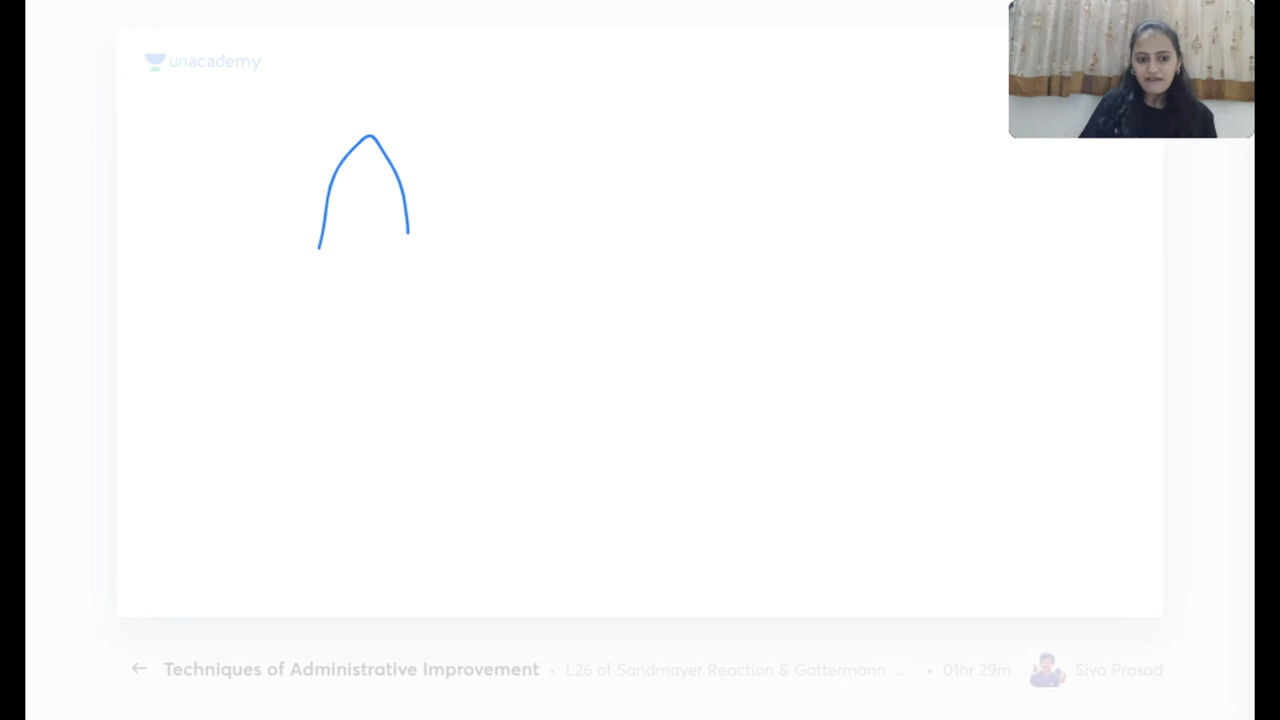 unacademy
← Techniques of Administrative Improvement • L26 of Sandmayer Reaction & Gattermann ... • 01hr 29m Siva Prasad